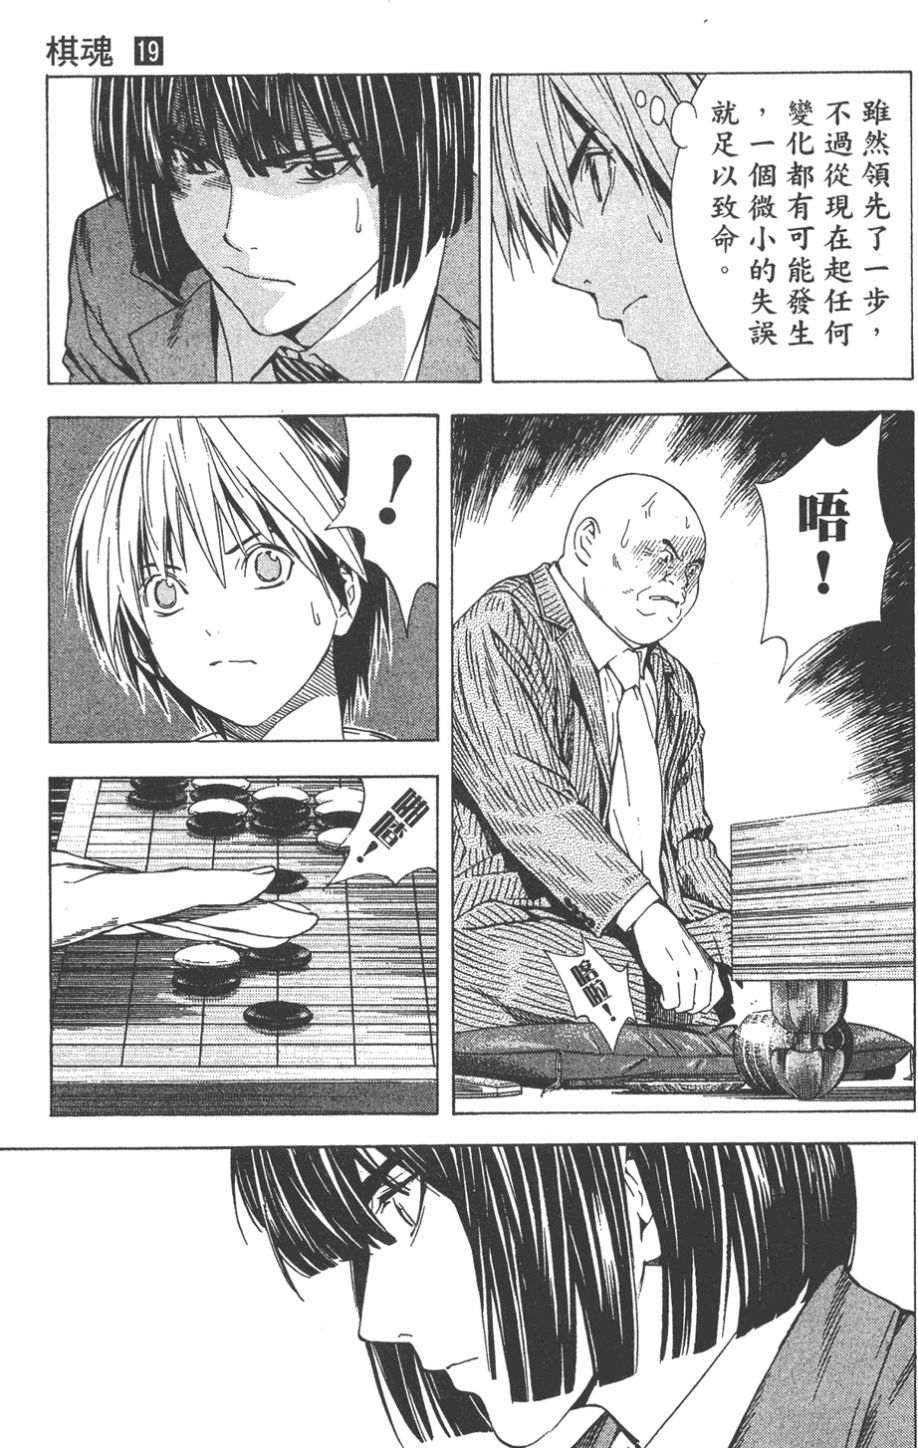 棋魂 19
雖然領先了一步，
不過從現在起任何
變化都有可能發生
，一個微小的失誤
就足以致命。
唔！
喀啦！
！
啪喳！